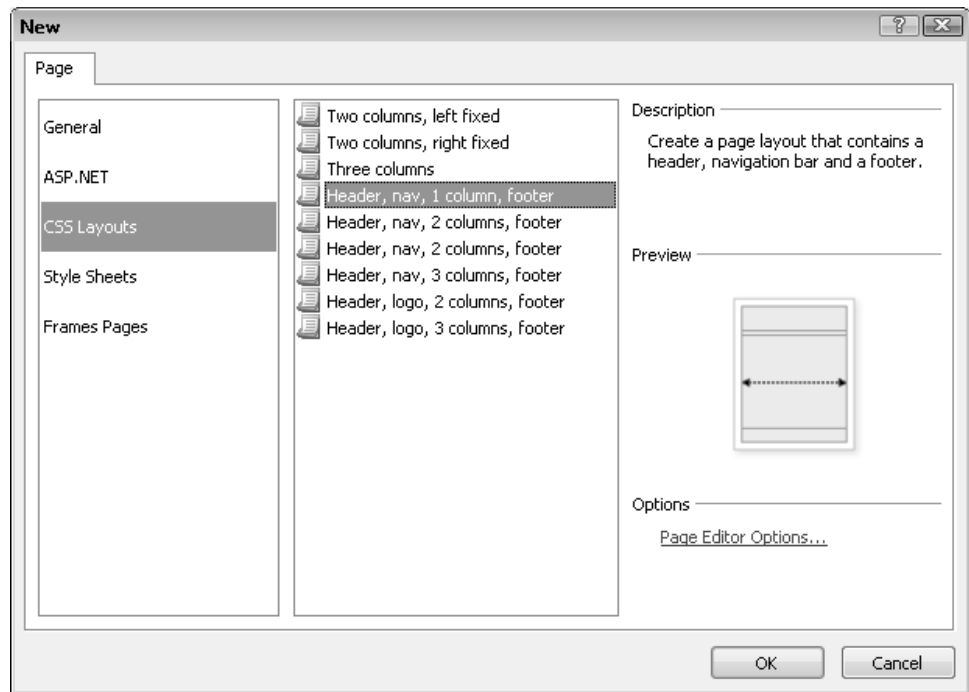 New
Page
General
ASP.NET
CSS Layouts
Style Sheets
Frames Pages
Two columns, left fixed
Two columns, right fixed
Three columns
Header, nav, 1 column, footer
Header, nav, 2 columns, footer
Header, nav, 2 columns, footer
Header, nav, 3 columns, footer
Header, logo, 2 columns, footer
Header, logo, 3 columns, footer
Description
Create a page layout that contains a
header, navigation bar and a footer.
Preview
Options
Page Editor Options...
OK
Cancel